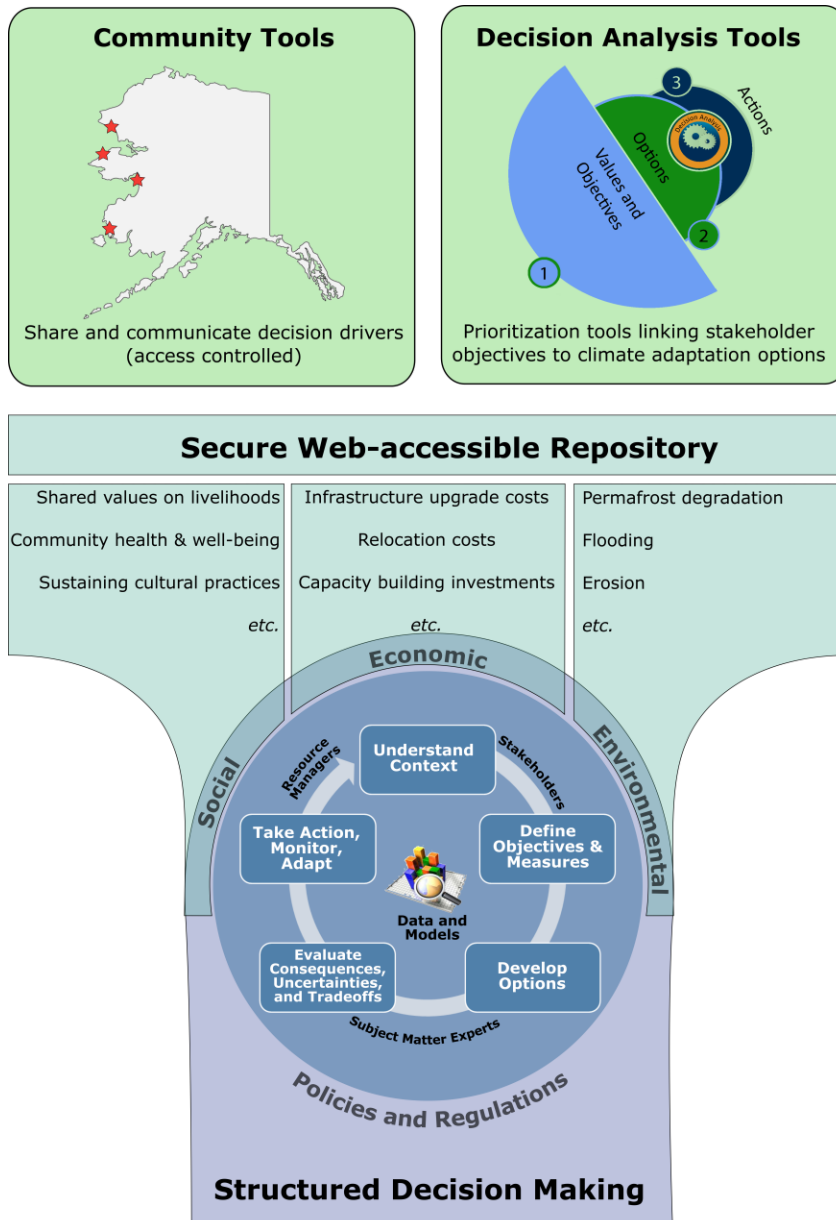 Community Tools
Share and communicate decision drivers
(access controlled)
Decision Analysis Tools
3
Actions
Decision Analysis
Options
Values and
Objectives
2
1
Prioritization tools linking stakeholder
objectives to climate adaptation options
Secure Web-accessible Repository
Shared values on livelihoods
Community health & well-being
Sustaining cultural practices
etc.
Infrastructure upgrade costs
Relocation costs
Capacity building investments
etc.
Permafrost degradation
Flooding
Erosion
etc.
Social
Economic
Environmental
Resource
Managers
Understand
Context
Stakeholders
Take Action,
Monitor,
Adapt
Define
Objectives &
Measures
Data and
Models
Evaluate
Consequences,
Uncertainties,
and Tradeoffs
Develop
Options
Subject Matter Experts
Policies and Regulations
Structured Decision Making